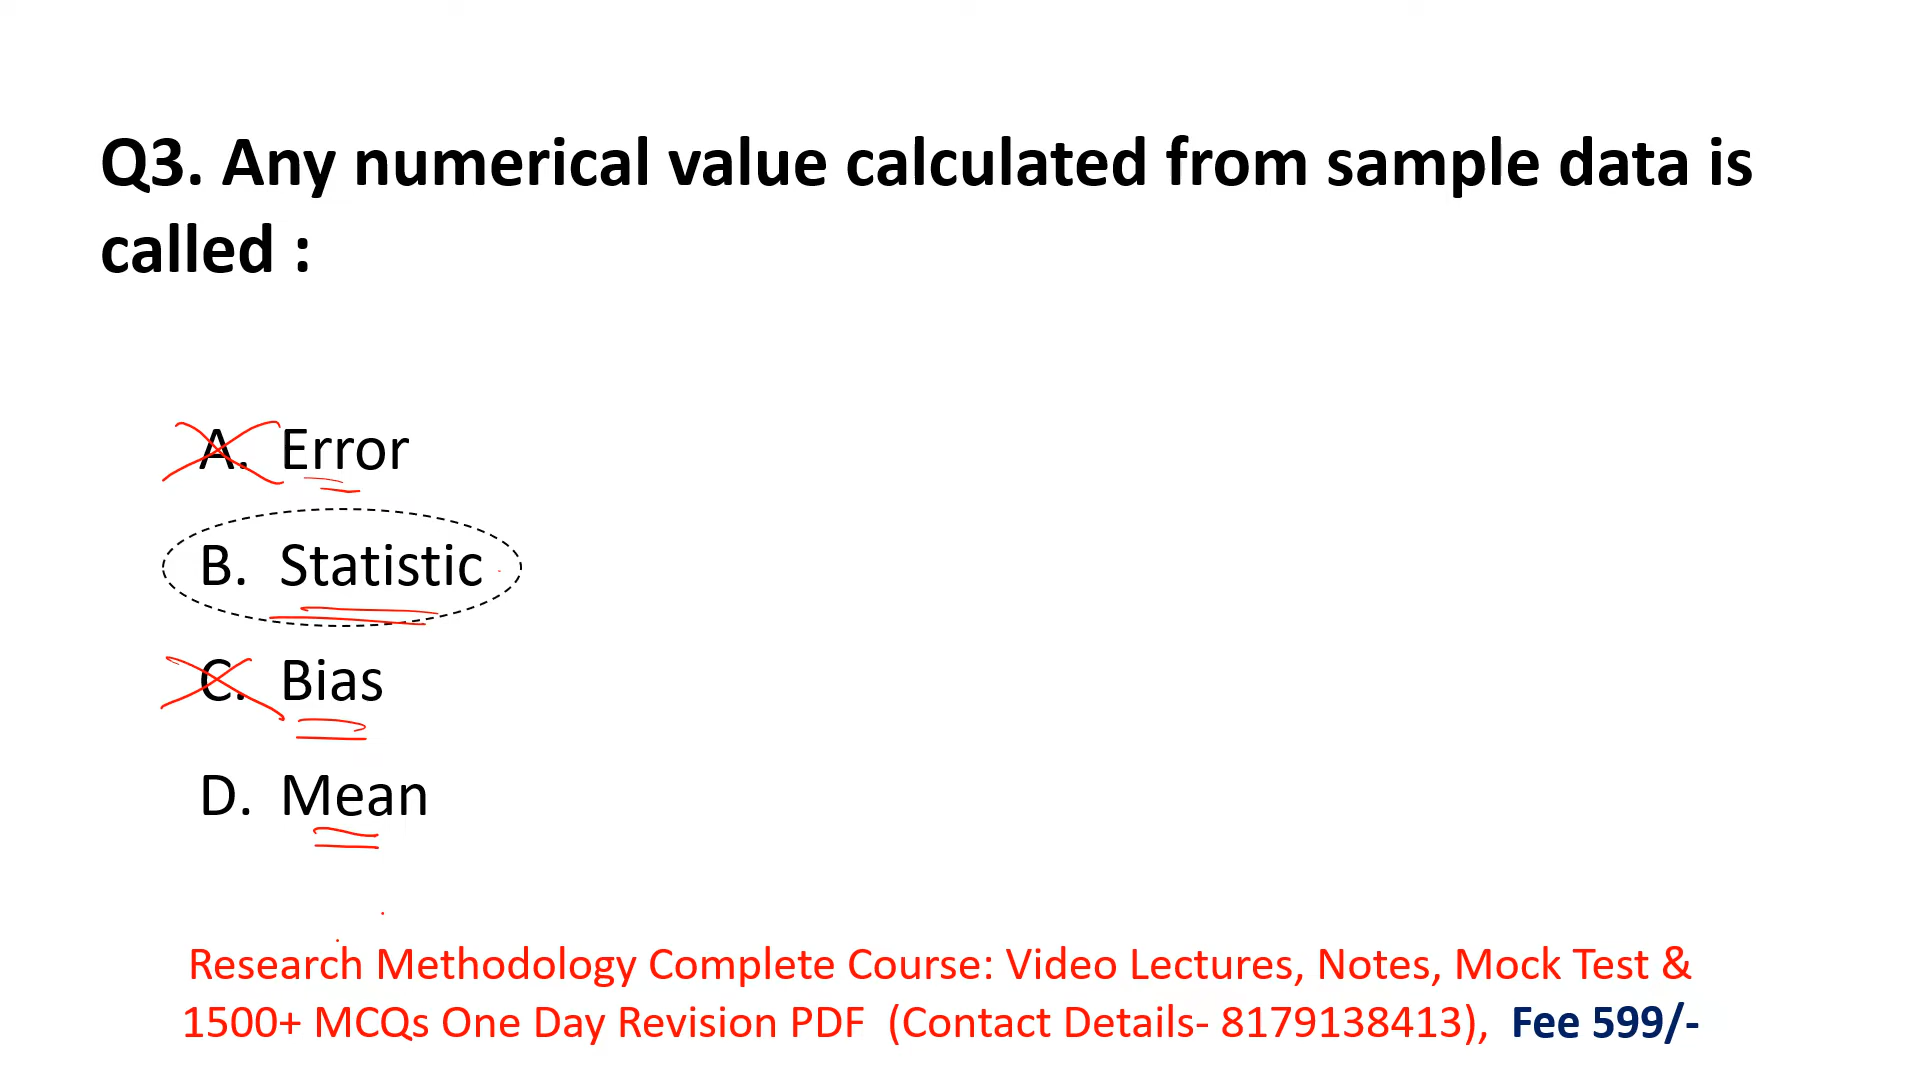 Q3. Any numerical value calculated from sample data is
called :
A. Error
B. Statistic
C. Bias
D. Mean
Research Methodology Complete Course: Video Lectures, Notes, Mock Test &
1500+ MCQs One Day Revision PDF (Contact Details- 8179138413), Fee 599/-